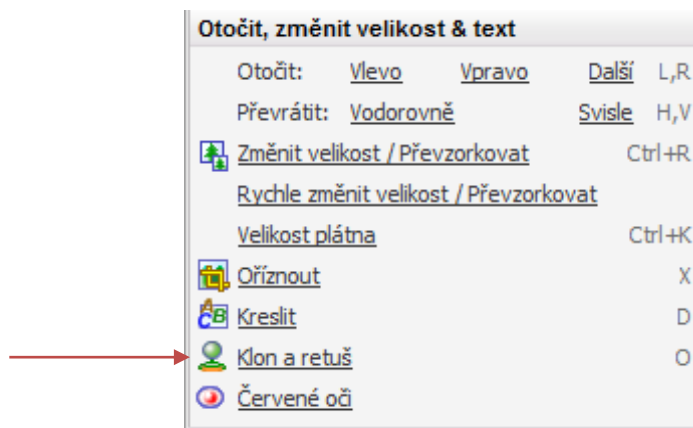 Otočit, změnit velikost & text
Otočit: Vlevo Vpravo Další L,R
Převrátit: Vodorovně Svisle H,V
Změnit velikost / Převzorkovat Ctrl+R
Rychle změnit velikost / Převzorkovat
Velikost plátna Ctrl+K
Oříznout X
Kreslit D
Klon a retuš O
Červené oči